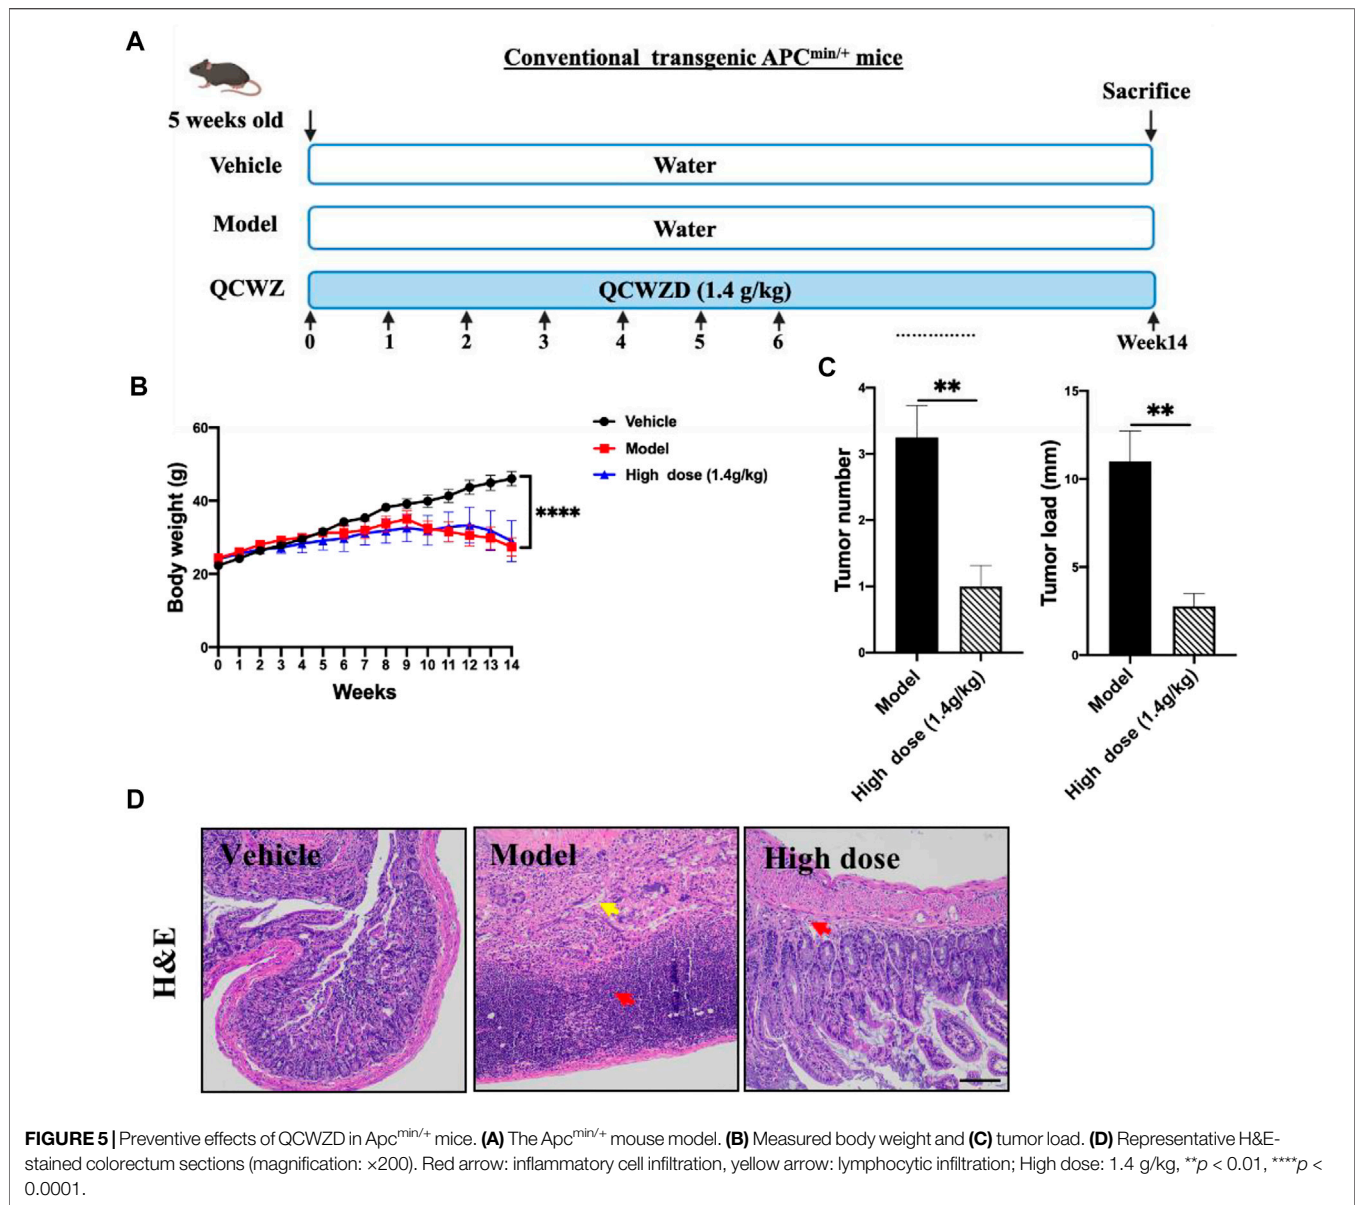 A
Conventional transgenic APCmin/+ mice
Sacrifice
5 weeks old
Vehicle
Water
Model
Water
QCWZ
QCWZD (1.4 g/kg)
0 1 2 3 4 5 6 .............. Week14
B
Body weight (g)
60
40
20
0
0 1 2 3 4 5 6 7 8 9 10 11 12 13 14
Weeks
Vehicle
Model
High dose (1.4g/kg)
****
C
Tumor number
4
3
2
1
0
**
Model
High dose (1.4g/kg)
Tumor load (mm)
15
10
5
0
**
Model
High dose (1.4g/kg)
D
H&E
Vehicle
Model
High dose
FIGURE 5 | Preventive effects of QCWZD in Apcmin/+ mice. (A) The Apcmin/+ mouse model. (B) Measured body weight and (C) tumor load. (D) Representative H&E-
stained colorectum sections (magnification: ×200). Red arrow: inflammatory cell infiltration, yellow arrow: lymphocytic infiltration; High dose: 1.4 g/kg, **p < 0.01, ****p <
0.0001.